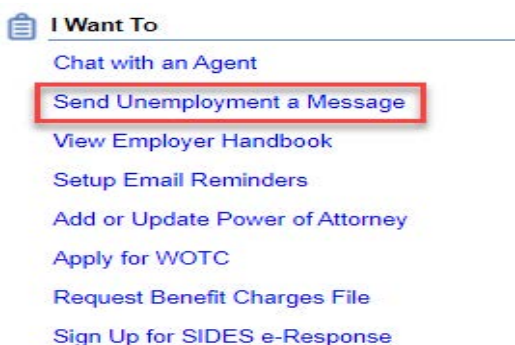 I Want To
Chat with an Agent
Send Unemployment a Message
View Employer Handbook
Setup Email Reminders
Add or Update Power of Attorney
Apply for WOTC
Request Benefit Charges File
Sign Up for SIDES e-Response